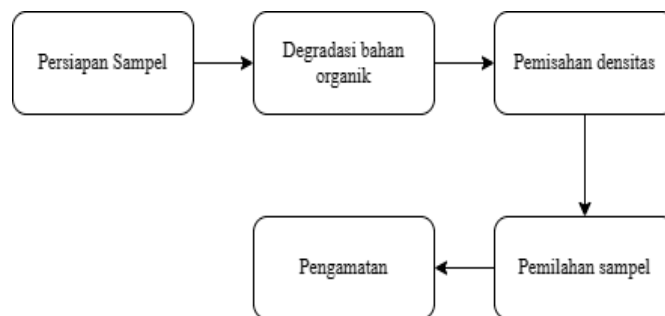 Persiapan Sampel
Degradasi bahan
organik
Pemisahan densitas
Pemilahan sampel
Pengamatan